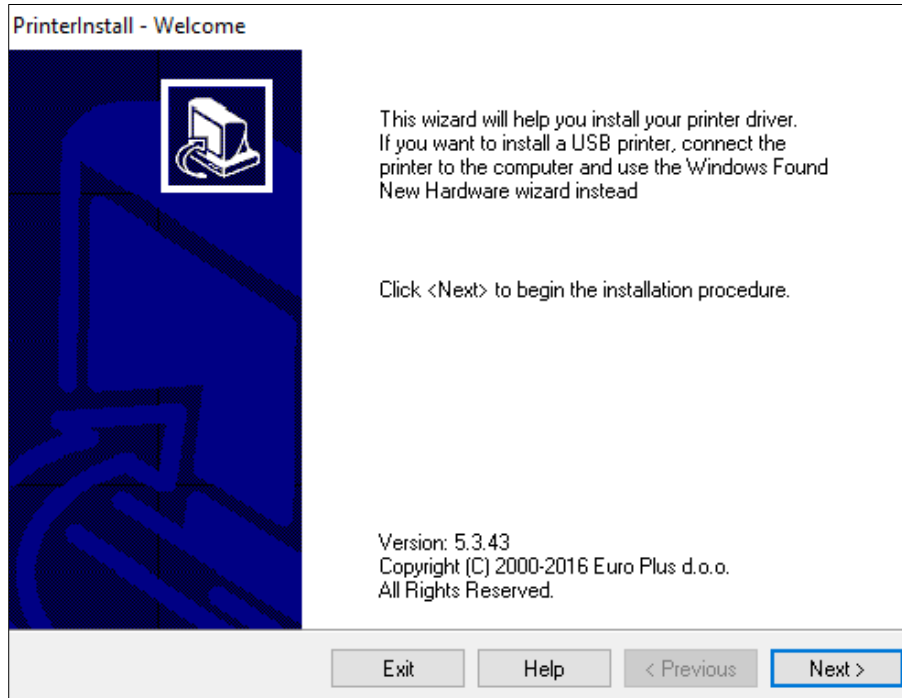 PrinterInstall - Welcome
This wizard will help you install your printer driver.
If you want to install a USB printer, connect the
printer to the computer and use the Windows Found
New Hardware wizard instead
Click <Next> to begin the installation procedure.
Version: 5.3.43
Copyright (C) 2000-2016 Euro Plus d.o.o.
All Rights Reserved.
Exit
Help
< Previous
Next >